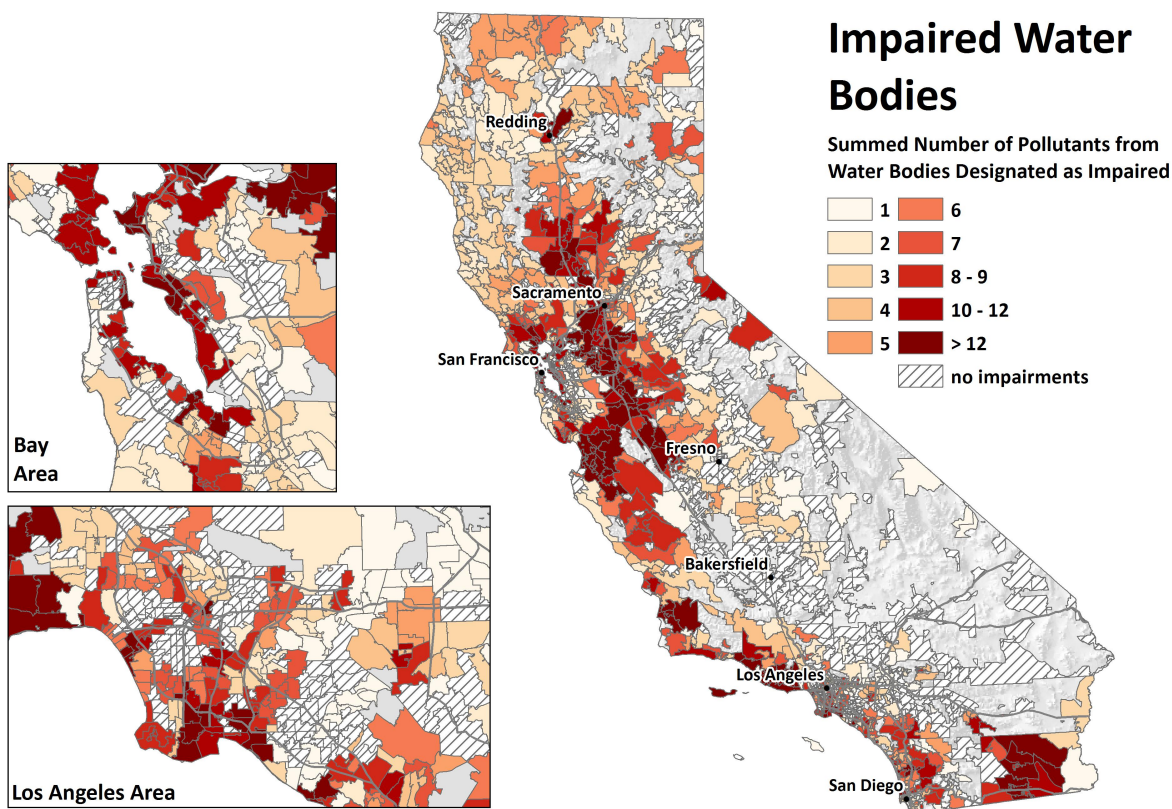 Impaired Water
Bodies
Summed Number of Pollutants from
Water Bodies Designated as Impaired
1
2
3
4
5
6
7
8 - 9
10 - 12
> 12
no impairments
Redding
Sacramento
San Francisco
Fresno
Bakersfield
Los Angeles
San Diego
Bay
Area
Los Angeles Area